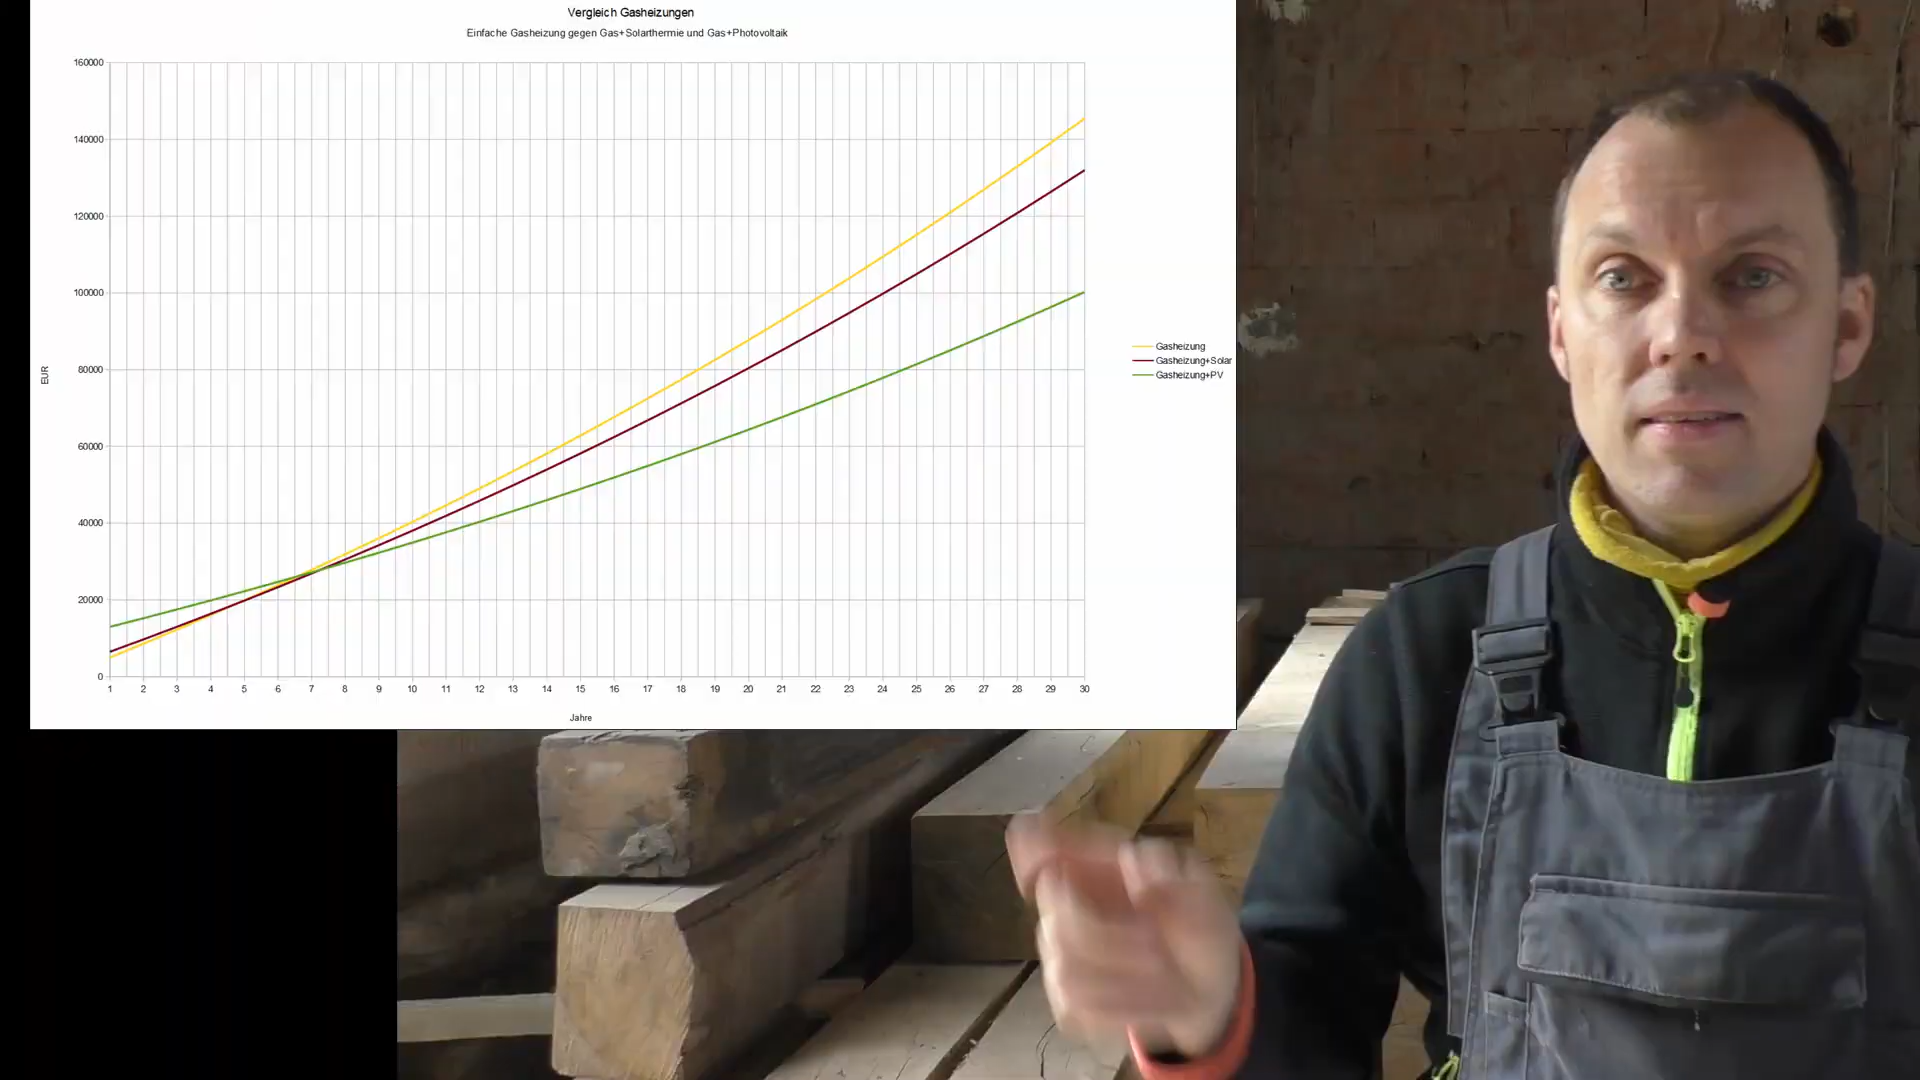 Vergleich Gasheizungen
Einfache Gasheizung gegen Gas+Solarthermie und Gas+Photovoltaik
160000
140000
120000
100000
80000
60000
40000
20000
0
EUR
1 2 3 4 5 6 7 8 9 10 11 12 13 14 15 16 17 18 19 20 21 22 23 24 25 26 27 28 29 30
Jahre
Gasheizung
Gasheizung+Solar
Gasheizung+PV